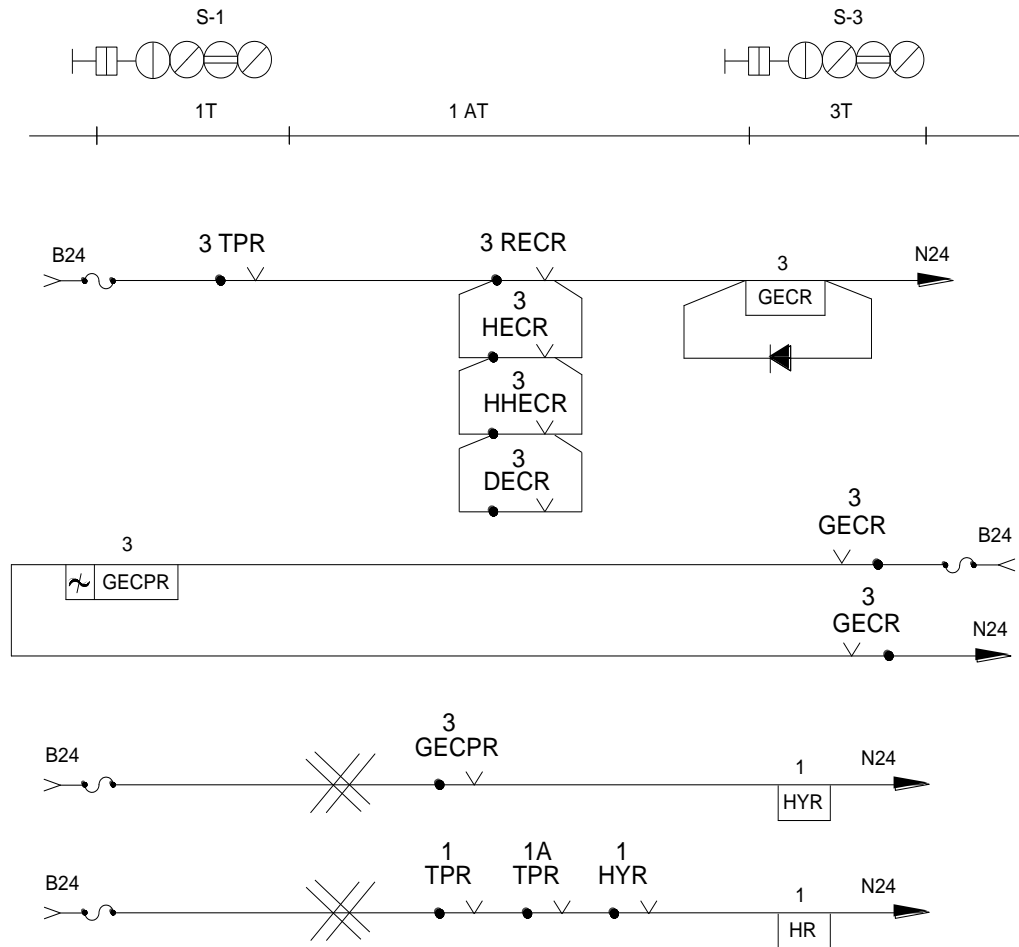 S-1 S-3
1T 1 AT 3T
B24 3 TPR 3 RECR N24
3
GECR
3
HECR
3
HHECR
3
DECR
3
GECR B24
3
GECPR
3
GECR N24
B24 3
GECPR N24
1
HYR
B24 1
TPR 1A
TPR 1
HYR N24
1
HR